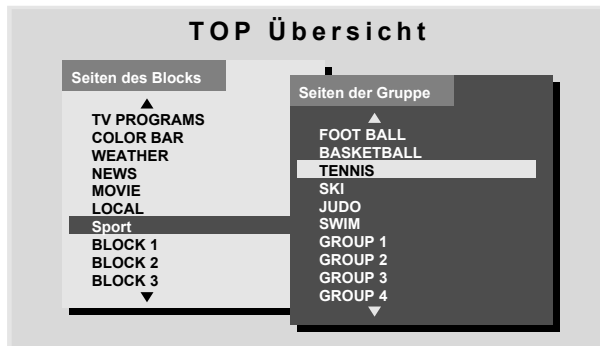 TOP Übersicht
Seiten des Blocks
TV PROGRAMS
COLOR BAR
WEATHER
NEWS
MOVIE
LOCAL
Sport
BLOCK 1
BLOCK 2
BLOCK 3
Seiten der Gruppe
FOOT BALL
BASKETBALL
TENNIS
SKI
JUDO
SWIM
GROUP 1
GROUP 2
GROUP 3
GROUP 4